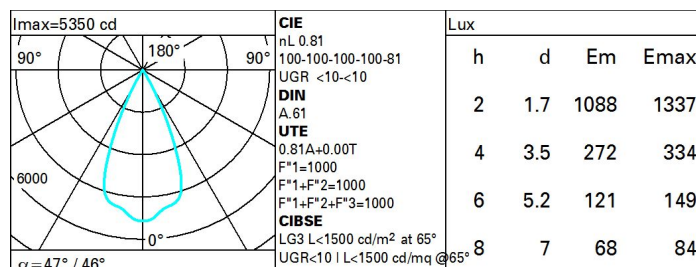 Imax=5350 cd
90° 180° 90°
6000
0°
α=47° / 46°
CIE
nL 0.81
100-100-100-100-81
UGR <10-<10
DIN
A.61
UTE
0.81A+0.00T
F"1=1000
F"1+F"2=1000
F"1+F"2+F"3=1000
CIBSE
LG3 L<1500 cd/m² at 65°
UGR<10 | L<1500 cd/mq @65°
Lux
h d Em Emax
2 1.7 1088 1337
4 3.5 272 334
6 5.2 121 149
8 7 68 84